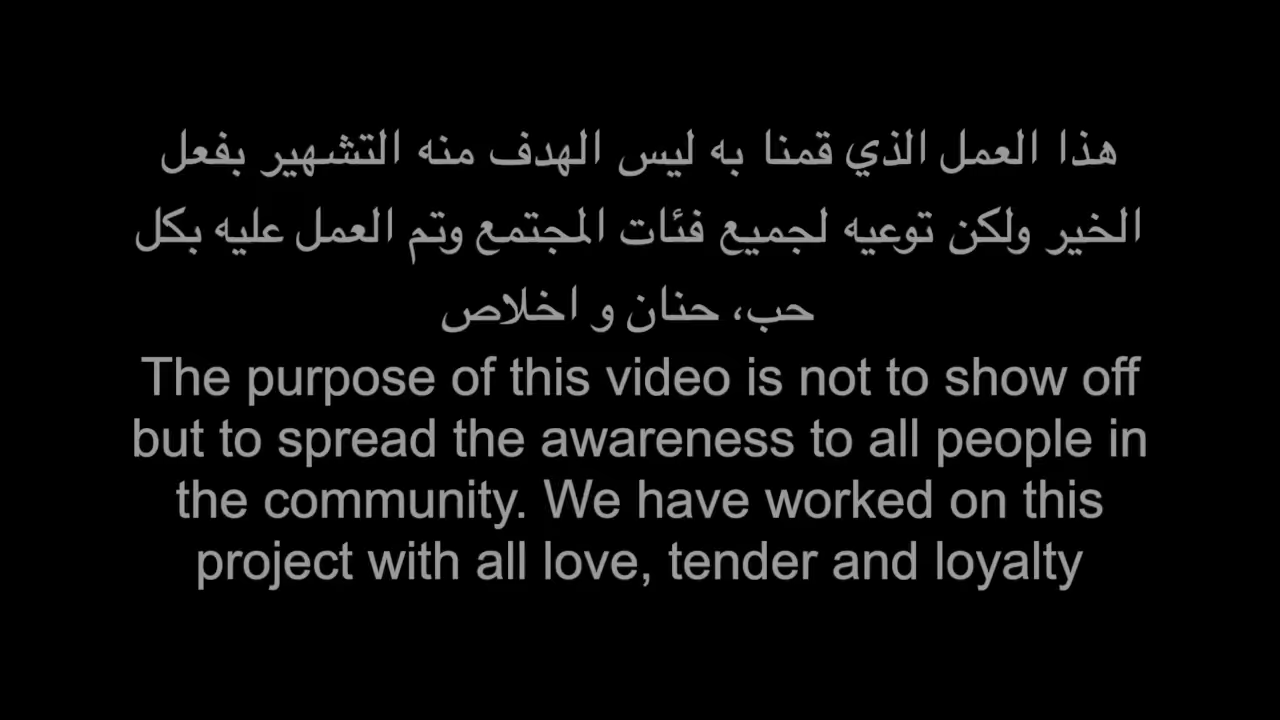 هذا العمل الذي قمنا به ليس الهدف منه التشهير بفعل
الخير ولكن توعيه لجميع فئات المجتمع وتم العمل عليه بكل
حب، حنان و اخلاص
The purpose of this video is not to show off
but to spread the awareness to all people in
the community. We have worked on this
project with all love, tender and loyalty